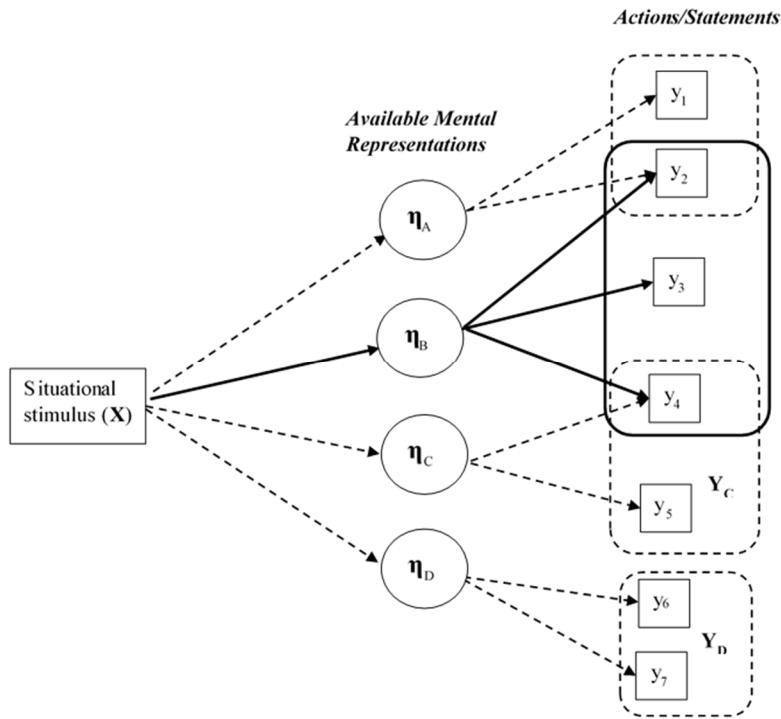 Actions/Statements
y1
Available Mental
Representations
y2
ηA
y3
ηB
Situational
stimulus (X)
y4
ηC
YC
y5
ηD
y6
YD
y7